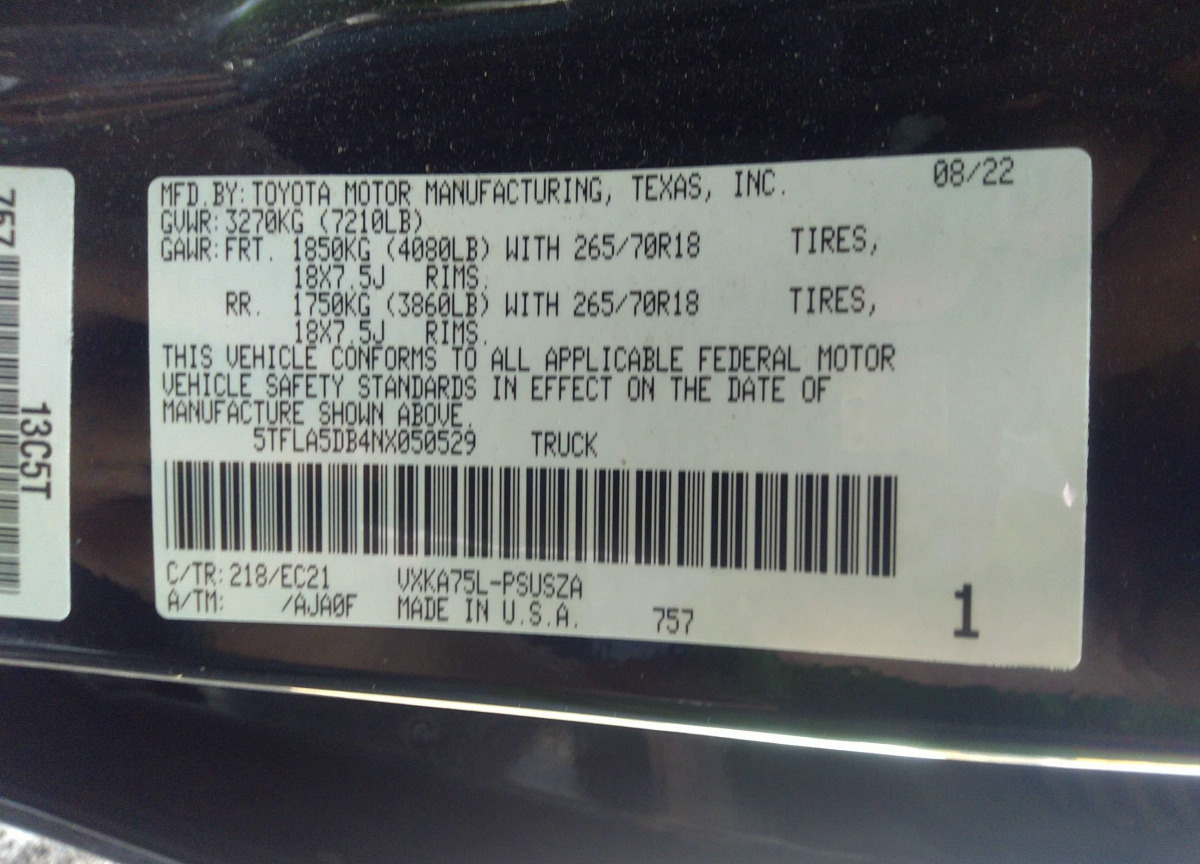 MFD.BY: TOYOTA MOTOR MANUFACTURING, TEXAS, INC. 08/22
GVWR: 3270KG (7210LB)
GAWR: FRT. 1850KG (4080LB) WITH 265/70R18 TIRES,
18X7.5J RIMS.
RR. 1750KG (3860LB) WITH 265/70R18 TIRES,
18X7.5J RIMS.
THIS VEHICLE CONFORMS TO ALL APPLICABLE FEDERAL MOTOR
VEHICLE SAFETY STANDARDS IN EFFECT ON THE DATE OF
MANUFACTURE SHOWN ABOVE.
5TFLA5DB4NX050529 TRUCK
C/TR: 218/EC21 VXKA75L-PSUSZA
A/TM: /AJA0F MADE IN U.S.A. 757 1
757
13C5T